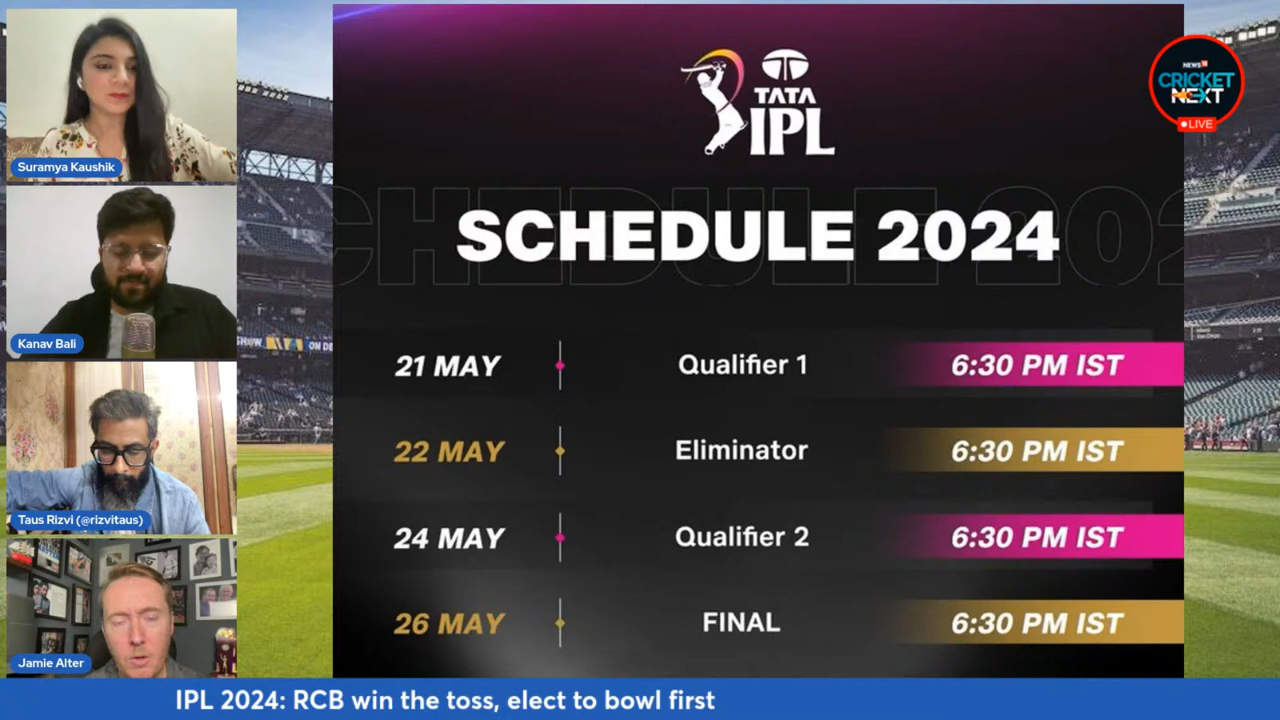 TATA
IPL
NEWS18
CRICKET
NEXT
LIVE
SCHEDULE 2024
21 MAY Qualifier 1 6:30 PM IST
22 MAY Eliminator 6:30 PM IST
24 MAY Qualifier 2 6:30 PM IST
26 MAY FINAL 6:30 PM IST
Suramya Kaushik
Kanav Bali
Taus Rizvi (@rizvitaus)
Jamie Alter
IPL 2024: RCB win the toss, elect to bowl first